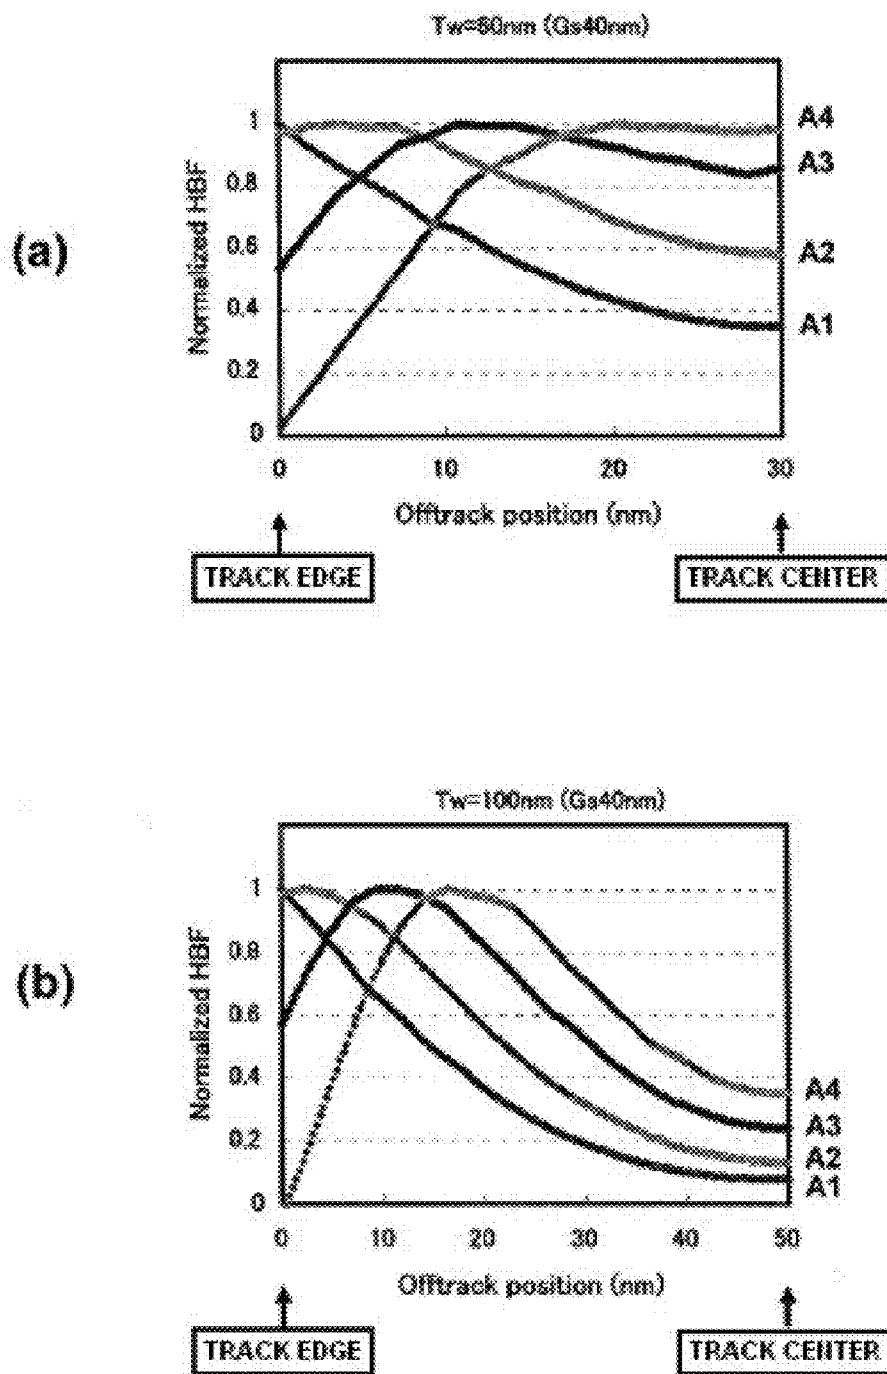 Tw=60nm (Gs40nm)
(a)
Normalized HBF
1
0.8
0.6
0.4
0.2
0
A4
A3
A2
A1
0 10 20 30
Offtrack position (nm)
TRACK EDGE
TRACK CENTER
Tw=100nm (Gs40nm)
(b)
Normalized HBF
1
0.8
0.6
0.4
0.2
0
A4
A3
A2
A1
0 10 20 30 40 50
Offtrack position (nm)
TRACK EDGE
TRACK CENTER